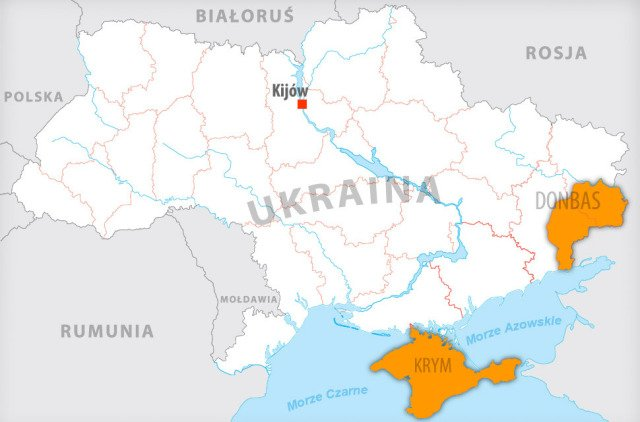 BIAŁORUŚ
ROSJA
POLSKA
Kijów
UKRAINA
DONBAS
MOŁDAWIA
RUMUNIA
Morze Azowskie
KRYM
Morze Czarne